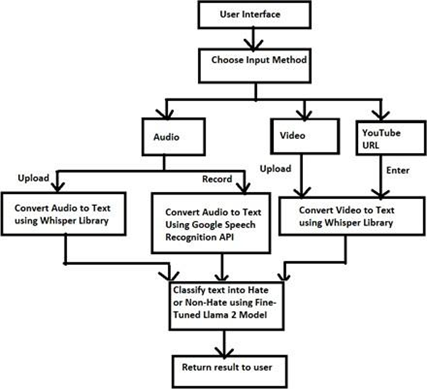 User Interface
Choose Input Method
Audio
Video
YouTube
URL
Upload
Record
Upload
Enter
Convert Audio to Text
using Whisper Library
Convert Audio to Text
Using Google Speech
Recognition API
Convert Video to Text
using Whisper Library
Classify text into Hate
or Non-Hate using Fine-
Tuned Llama 2 Model
Return result to user